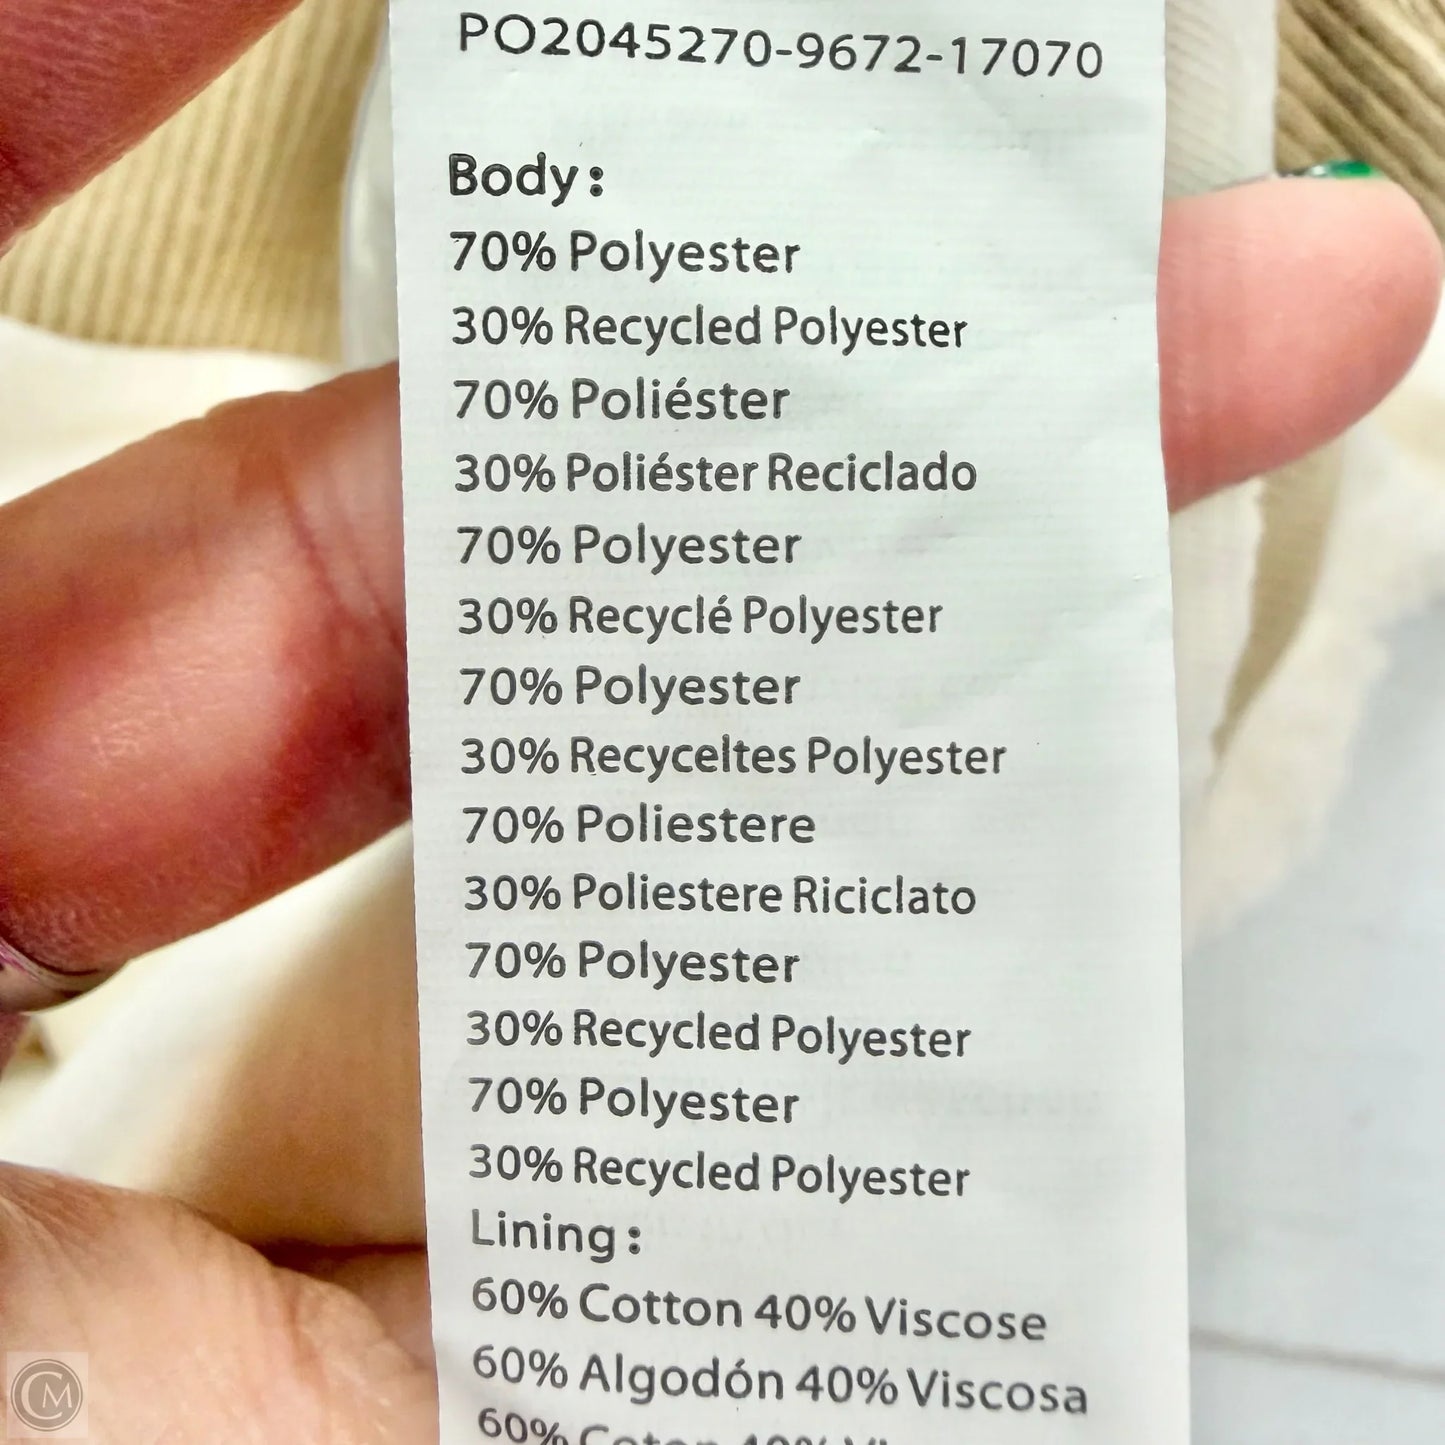 PO2045270-9672-17070
Body:
70% Polyester
30% Recycled Polyester
70% Poliéster
30% Poliéster Reciclado
70% Polyester
30% Recyclé Polyester
70% Polyester
30% Recyceltes Polyester
70% Poliestere
30% Poliestere Riciclato
70% Polyester
30% Recycled Polyester
70% Polyester
30% Recycled Polyester
Lining:
60% Cotton 40% Viscose
60% Algodón 40% Viscosa
60%
CM